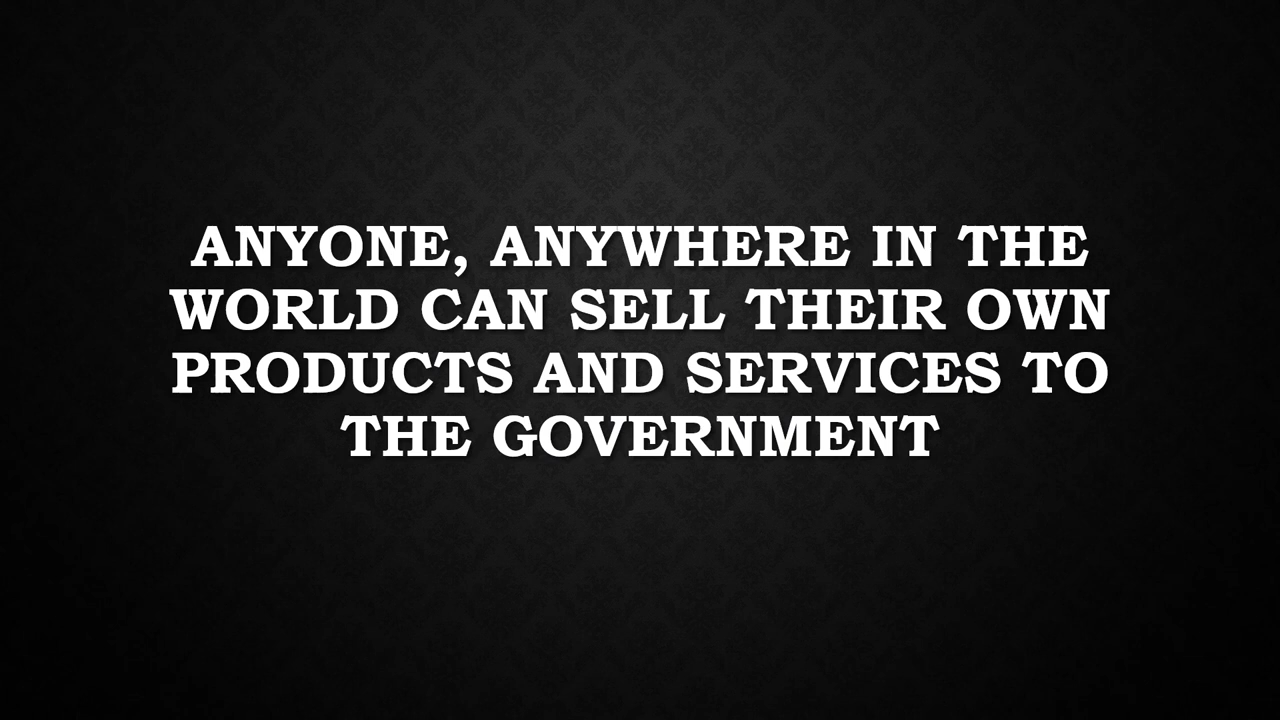 ANYONE, ANYWHERE IN THE
WORLD CAN SELL THEIR OWN
PRODUCTS AND SERVICES TO
THE GOVERNMENT